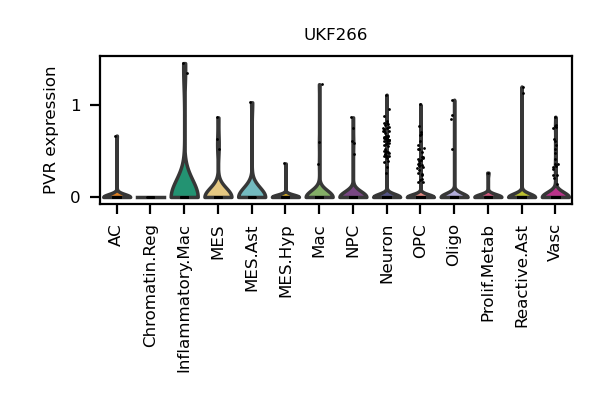 UKF266
PVR expression
1
0
AC
Chromatin.Reg
Inflammatory.Mac
MES
MES.Ast
MES.Hyp
Mac
NPC
Neuron
OPC
Oligo
Prolif.Metab
Reactive.Ast
Vasc